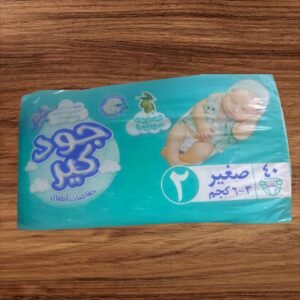 جود
كير
حفاضات أطفال
صغير
٣-٦ كجم
٢
٤٠